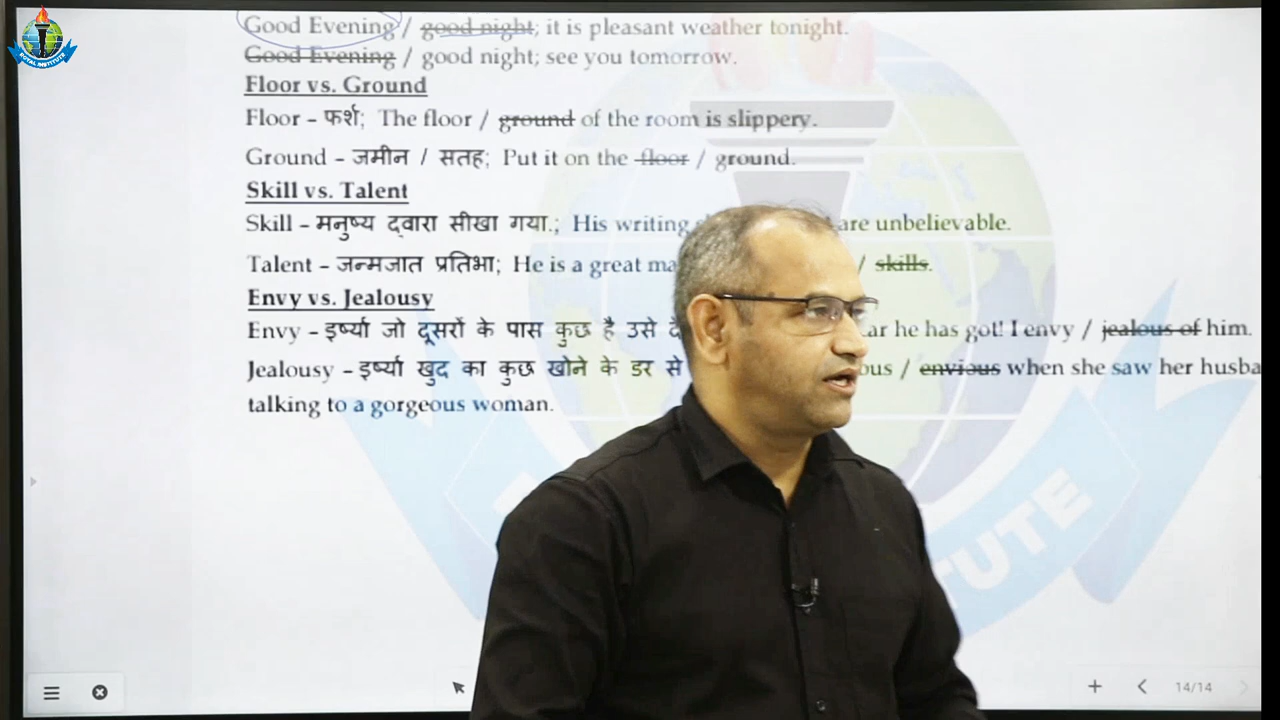 ROYAL INSTITUTE
Good Evening / good night; it is pleasant weather tonight.
Good Evening / good night; see you tomorrow.
Floor vs. Ground
Floor – फर्श; The floor / ground of the room is slippery.
Ground – जमीन / सतह; Put it on the floor / ground.
Skill vs. Talent
Skill – मनुष्य द्वारा सीखा गया.; His writing are unbelievable.
Talent – जन्मजात प्रतिभा; He is a great / skills.
Envy vs. Jealousy
Envy – इर्ष्या जो दूसरों के पास कुछ है उसे he has got! I envy / jealous of him.
Jealousy – इर्ष्या खुद का कुछ खोने के डर से / envious when she saw her
talking to a gorgeous woman.
TUTE
14/14